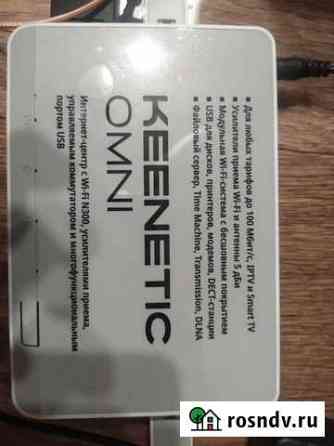 KEENETIC
OMNI
Интернет-центр с Wi-Fi N300, усилителями приема,
управляемым коммутатором и многофункциональным
портом USB
▪ Для любых тарифов до 100 Мбит/с, IPTV и Smart TV
▪ Усилители приема Wi-Fi и антенны 5 дБи
▪ Модульная Wi-Fi-система с бесшовным покрытием
▪ USB для дисков, принтеров, модемов, DECT-станции
▪ Файловый сервер, Time Machine, Transmission, DLNA
rosndv.ru